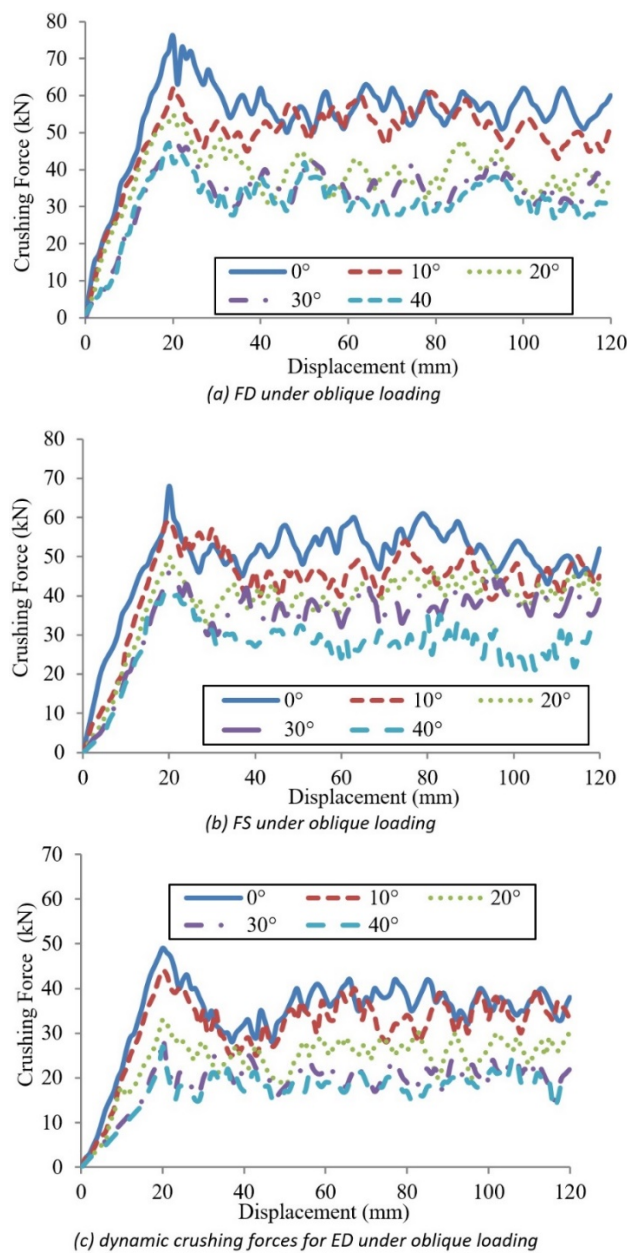 80
70
60
50
40
30
20
10
0
Crushing Force (kN)
0° 10° 20°
30° 40
0 20 40 60 80 100 120
Displacement (mm)
(a) FD under oblique loading
80
70
60
50
40
30
20
10
0
Crushing Force (kN)
0° 10° 20°
30° 40°
0 20 40 60 80 100 120
Displacement (mm)
(b) FS under oblique loading
70
60
50
40
30
20
10
0
Crushing Force (kN)
0° 10° 20°
30° 40°
0 20 40 60 80 100 120
Displacement (mm)
(c) dynamic crushing forces for ED under oblique loading